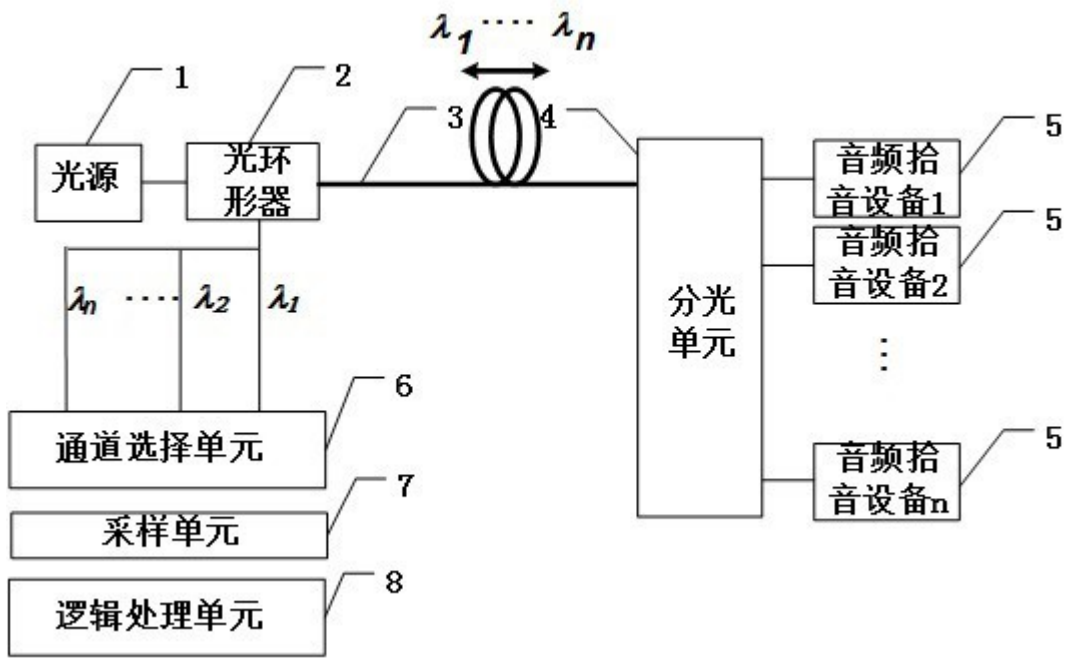 λ1 ···· λn
1
2
3
4
5
光源
光环
形器
音频拾
音设备1
5
音频拾
音设备2
λn ···· λ2 λ1
分光
单元
⋮
6
通道选择单元
5
音频拾
音设备n
7
采样单元
8
逻辑处理单元